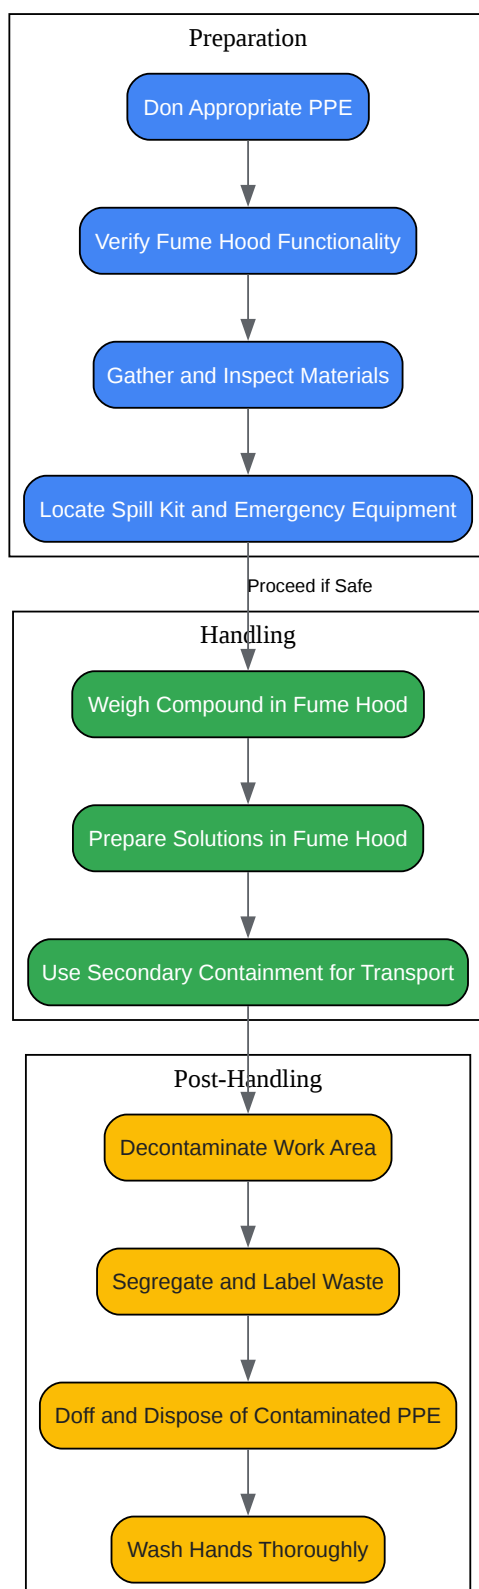 Preparation
Don Appropriate PPE
Verify Fume Hood Functionality
Gather and Inspect Materials
Locate Spill Kit and Emergency Equipment
Proceed if Safe
Handling
Weigh Compound in Fume Hood
Prepare Solutions in Fume Hood
Use Secondary Containment for Transport
Post-Handling
Decontaminate Work Area
Segregate and Label Waste
Doff and Dispose of Contaminated PPE
Wash Hands Thoroughly